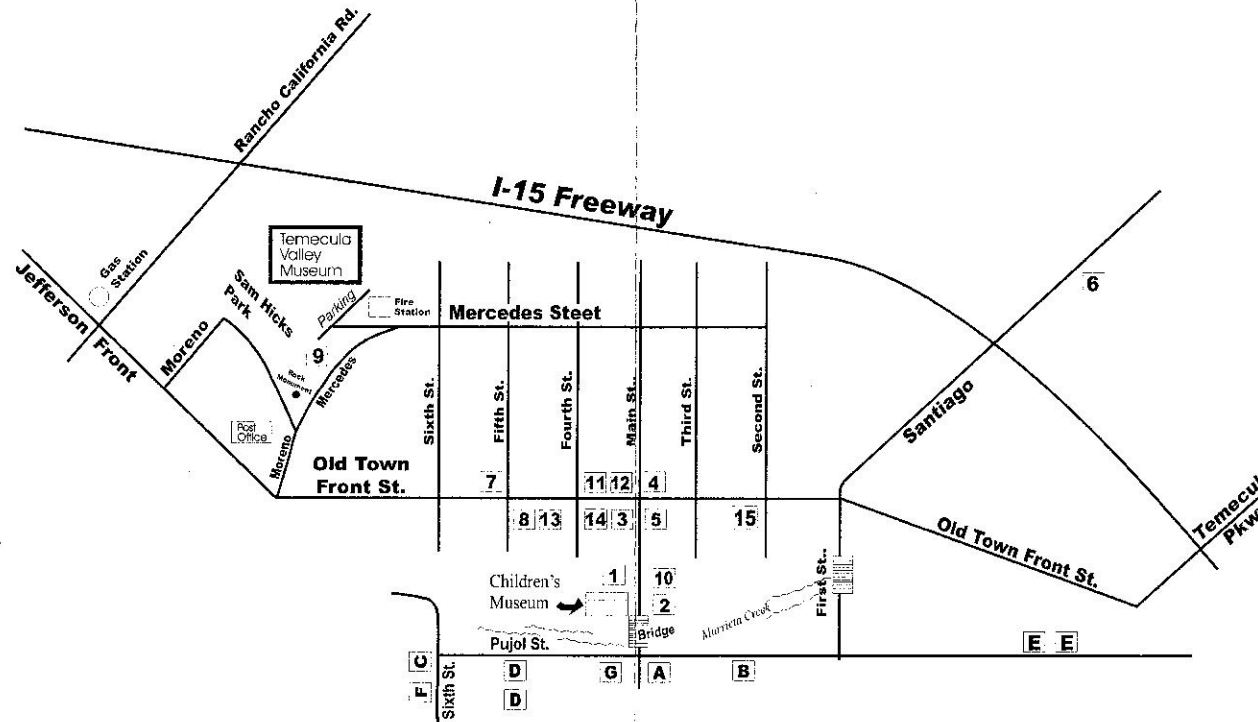 Rancho California Rd.
I-15 Freeway
Temecula
Valley
Museum
Gas
Station
Jefferson
Front
Sam Hicks
Park
Parking
Fire
Station
Mercedes Steet
6
Moreno
9
Rock
Monument
Mercedes
Post
Office
Moreno
Sixth St.
Fifth St.
Fourth St.
Main St..
Third St.
Second St.
Santiago
Old Town
Front St.
7
11
12
4
8
13
14
3
5
15
Old Town Front St.
Temecul
Pkw
Children's
Museum
1
10
2
Bridge
Murrieta Creek
First St..
Pujol St.
C
F
Sixth St.
D
D
G
A
B
E
E